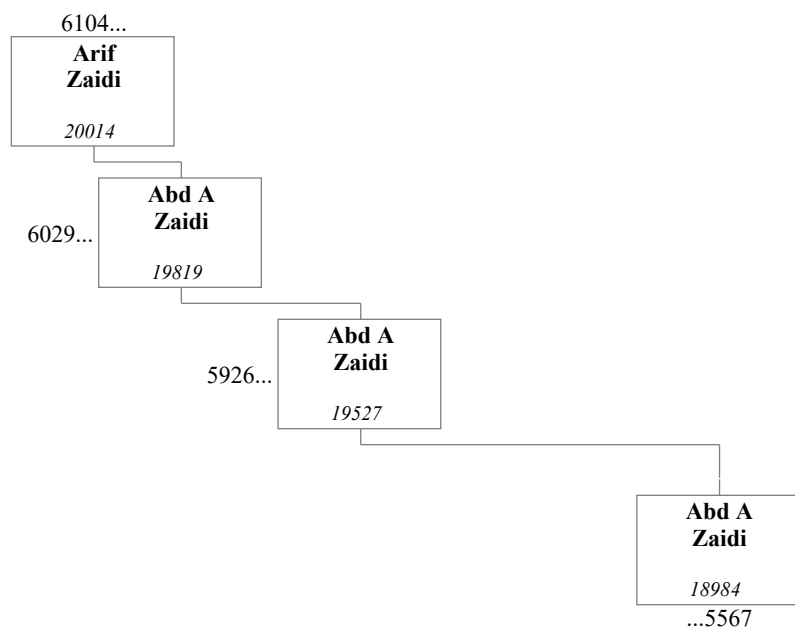 6104...
Arif
Zaidi
20014
Abd A
Zaidi
6029...
19819
Abd A
Zaidi
5926...
19527
Abd A
Zaidi
18984
...5567